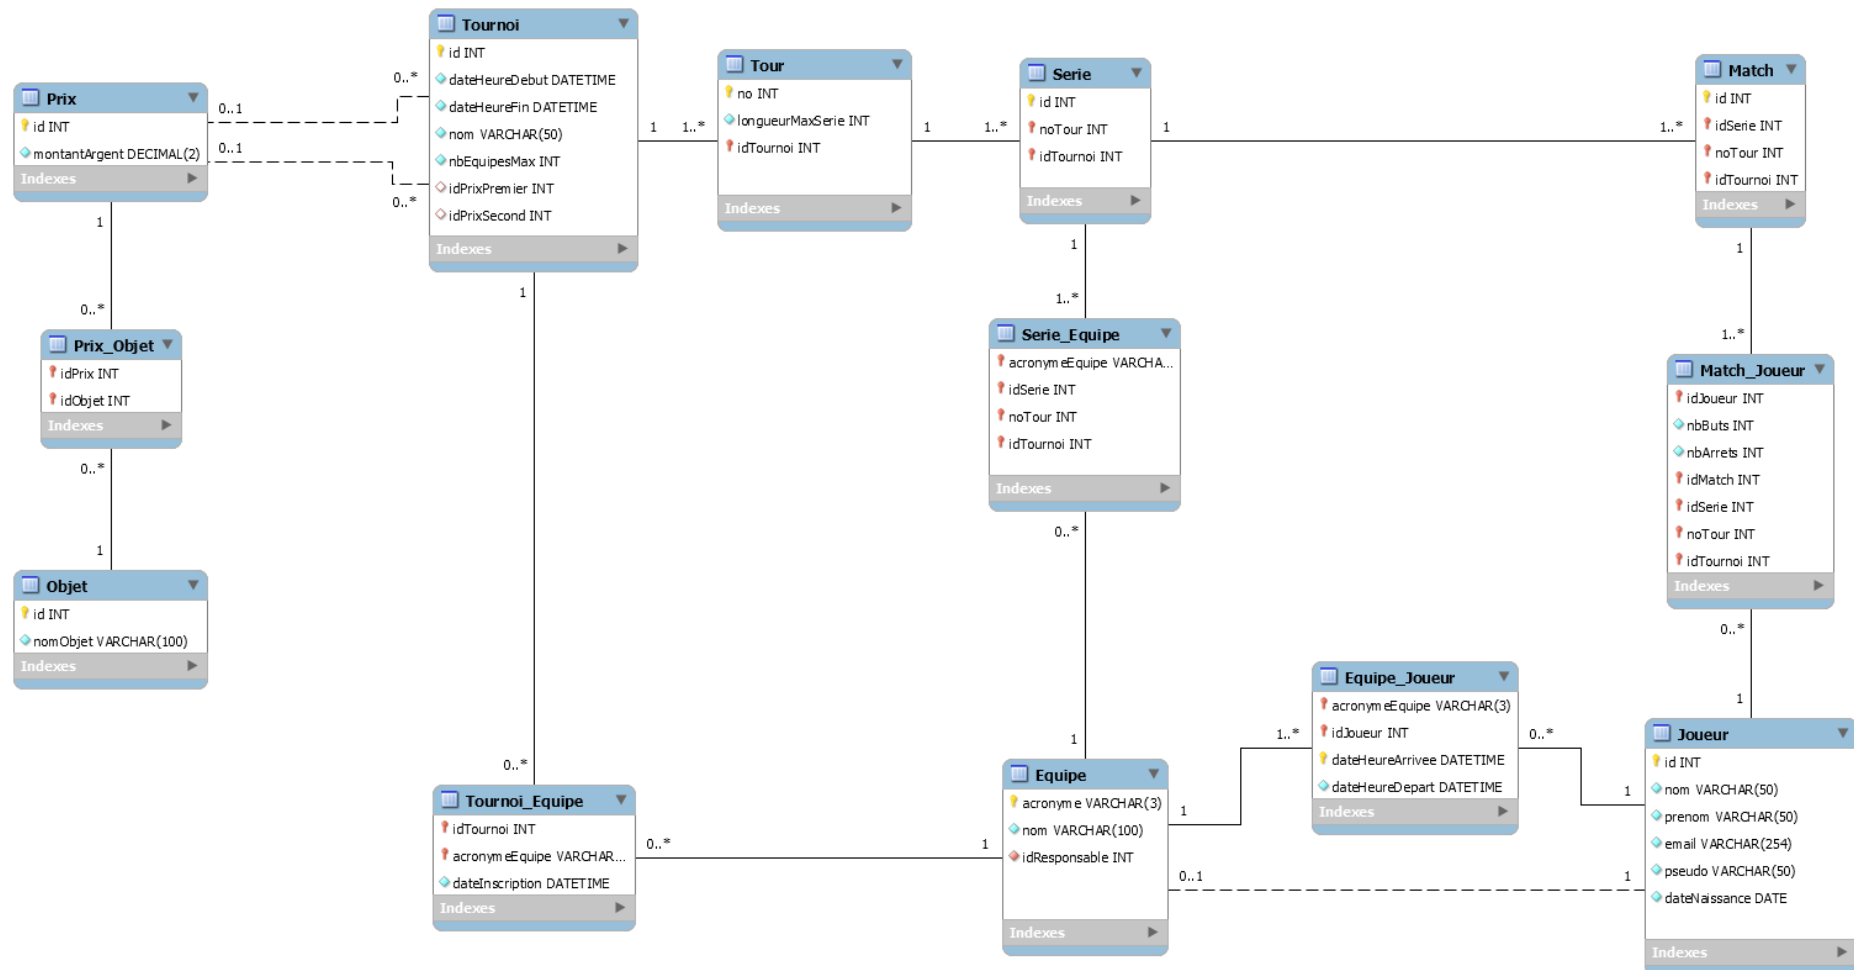 Tournoi
id INT
dateHeureDebut DATETIME
dateHeureFin DATETIME
nom VARCHAR(50)
nbEquipesMax INT
idPrixPremier INT
idPrixSecond INT
Indexes
Prix
id INT
montantArgent DECIMAL(2)
Indexes
0..1
0..*
0..1
0..*
Tour
no INT
longueurMaxSerie INT
idTournoi INT
Indexes
1
1..*
Serie
id INT
noTour INT
idTournoi INT
Indexes
1
1..*
Match
id INT
idSerie INT
noTour INT
idTournoi INT
Indexes
1
1..*
1
0..*
Prix_Objet
idPrix INT
idObjet INT
Indexes
0..*
1
Objet
id INT
nomObjet VARCHAR(100)
Indexes
1
0..*
1
1..*
Serie_Equipe
acronymeEquipe VARCHA...
idSerie INT
noTour INT
idTournoi INT
Indexes
0..*
1
1
1..*
Match_Joueur
idJoueur INT
nbButs INT
nbArrets INT
idMatch INT
idSerie INT
noTour INT
idTournoi INT
Indexes
0..*
1
Tournoi_Equipe
idTournoi INT
acronymeEquipe VARCHAR...
dateInscription DATETIME
Indexes
0..*
1
Equipe
acronyme VARCHAR(3)
nom VARCHAR(100)
idResponsable INT
Indexes
1
1..*
Equipe_Joueur
acronymeEquipe VARCHAR(3)
idJoueur INT
dateHeureArrivee DATETIME
dateHeureDepart DATETIME
Indexes
0..*
1
0..1
1
Joueur
id INT
nom VARCHAR(50)
prenom VARCHAR(50)
email VARCHAR(254)
pseudo VARCHAR(50)
dateNaissance DATE
Indexes